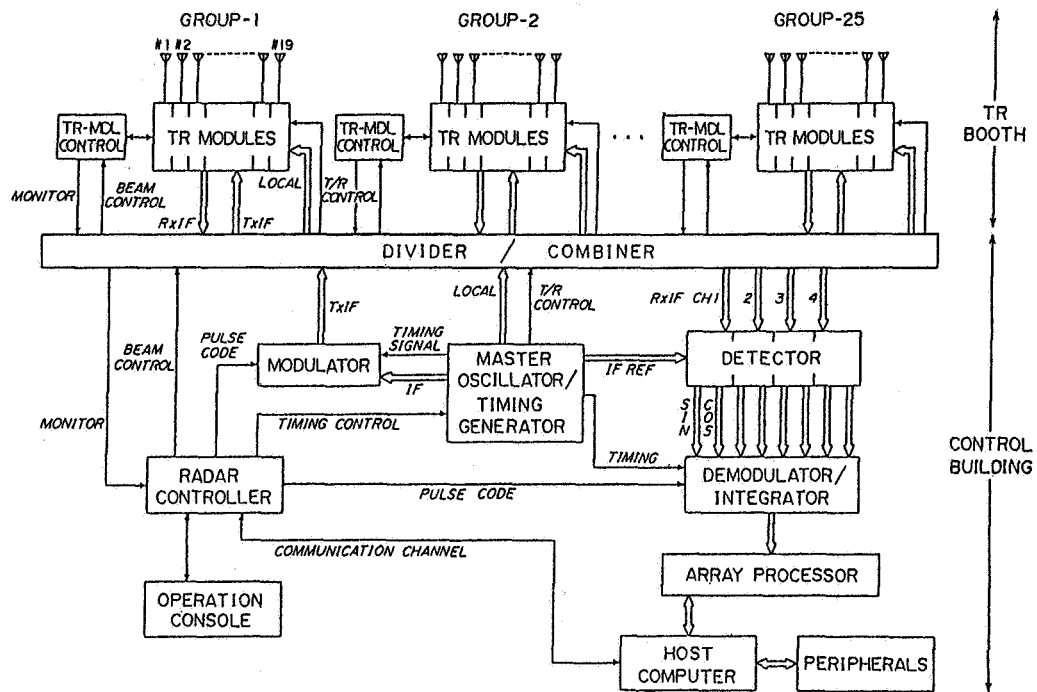 GROUP-1
GROUP-2
GROUP-25
#1 #2
#19
TR-MDL
CONTROL
TR MODULES
TR-MDL
CONTROL
TR MODULES
. . .
TR-MDL
CONTROL
TR MODULES
TR
BOOTH
MONITOR
BEAM
CONTROL
RxIF
TxIF
LOCAL
T/R
CONTROL
DIVIDER / COMBINER
TxIF
LOCAL
T/R
CONTROL
RxIF CH1
2
3
4
BEAM
CONTROL
PULSE
CODE
MODULATOR
TIMING
SIGNAL
IF
MASTER
OSCILLATOR/
TIMING
GENERATOR
IF REF
DETECTOR
SIN
COS
MONITOR
TIMING CONTROL
TIMING
CONTROL
BUILDING
RADAR
CONTROLLER
PULSE CODE
DEMODULATOR/
INTEGRATOR
COMMUNICATION CHANNEL
ARRAY PROCESSOR
OPERATION
CONSOLE
HOST
COMPUTER
PERIPHERALS